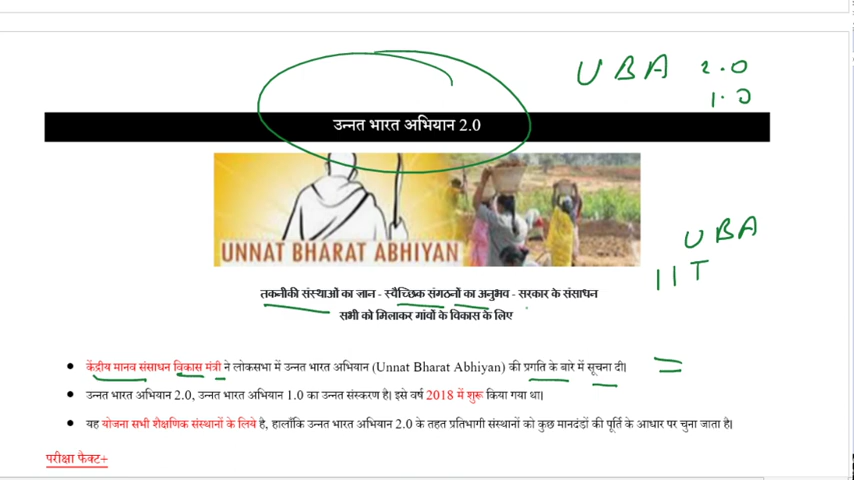 UBA 2.0
1.0
उन्नत भारत अभियान 2.0
UNNAT BHARAT ABHIYAN
UBA
IIT
तकनीकी संस्थाओं का ज्ञान - स्वैच्छिक संगठनों का अनुभव - सरकार के संसाधन
सभी को मिलाकर गांवों के विकास के लिए
केंद्रीय मानव संसाधन विकास मंत्री ने लोकसभा में उन्नत भारत अभियान (Unnat Bharat Abhiyan) की प्रगति के बारे में सूचना दी।
उन्नत भारत अभियान 2.0, उन्नत भारत अभियान 1.0 का उन्नत संस्करण है। इसे वर्ष 2018 में शुरू किया गया था।
यह योजना सभी शैक्षणिक संस्थानों के लिये है, हालाँकि उन्नत भारत अभियान 2.0 के तहत प्रतिभागी संस्थानों को कुछ मानदंडों की पूर्ति के आधार पर चुना जाता है।
परीक्षा फैक्ट+